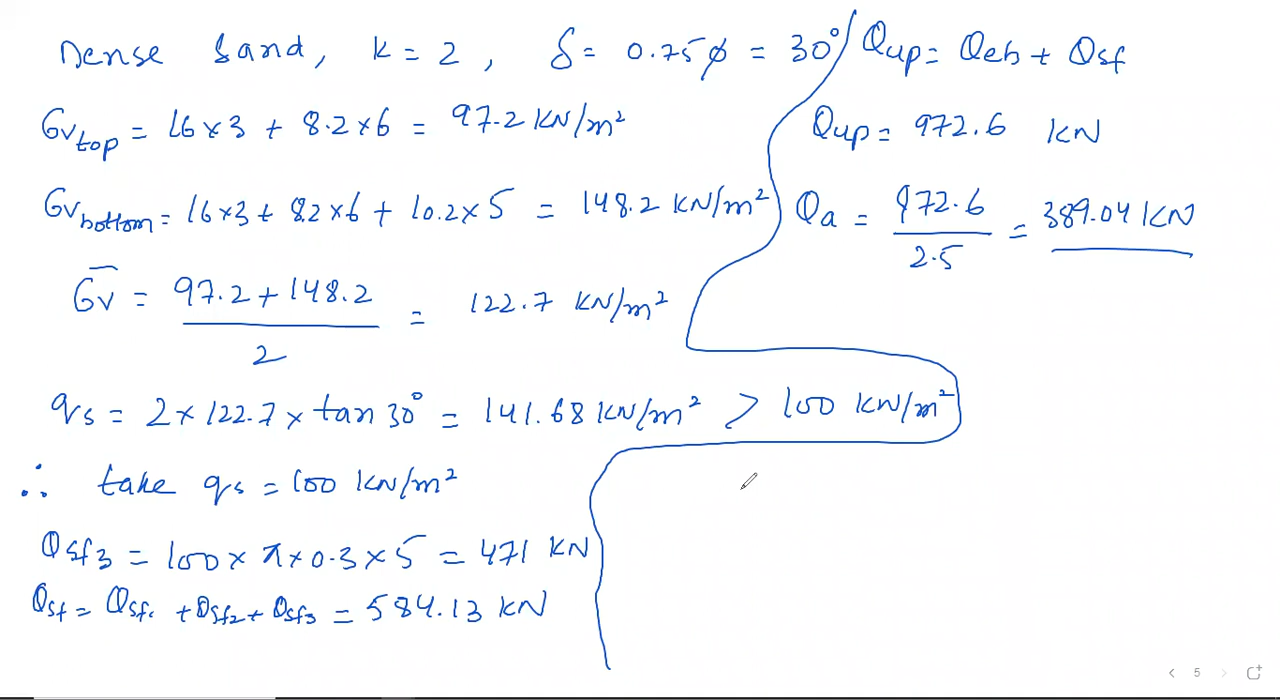 Dense sand, k = 2, δ = 0.75φ = 30°
σv top = 16×3 + 8.2×6 = 97.2 KN/m²
σv bottom = 16×3 + 8.2×6 + 10.2×5 = 148.2 KN/m²
σ̅v = (97.2 + 148.2)/2 = 122.7 KN/m²
qs = 2×122.7×tan 30° = 141.68 KN/m² > 100 KN/m²
∴ take qs = 100 KN/m²
Qsf3 = 100 × π × 0.3 × 5 = 471 KN
Qsf = Qsf1 + Qsf2 + Qsf3 = 584.13 KN
Qup = Qeb + Qsf
Qup = 972.6 KN
Qa = 972.6/2.5 = 389.04 KN
< 5 >